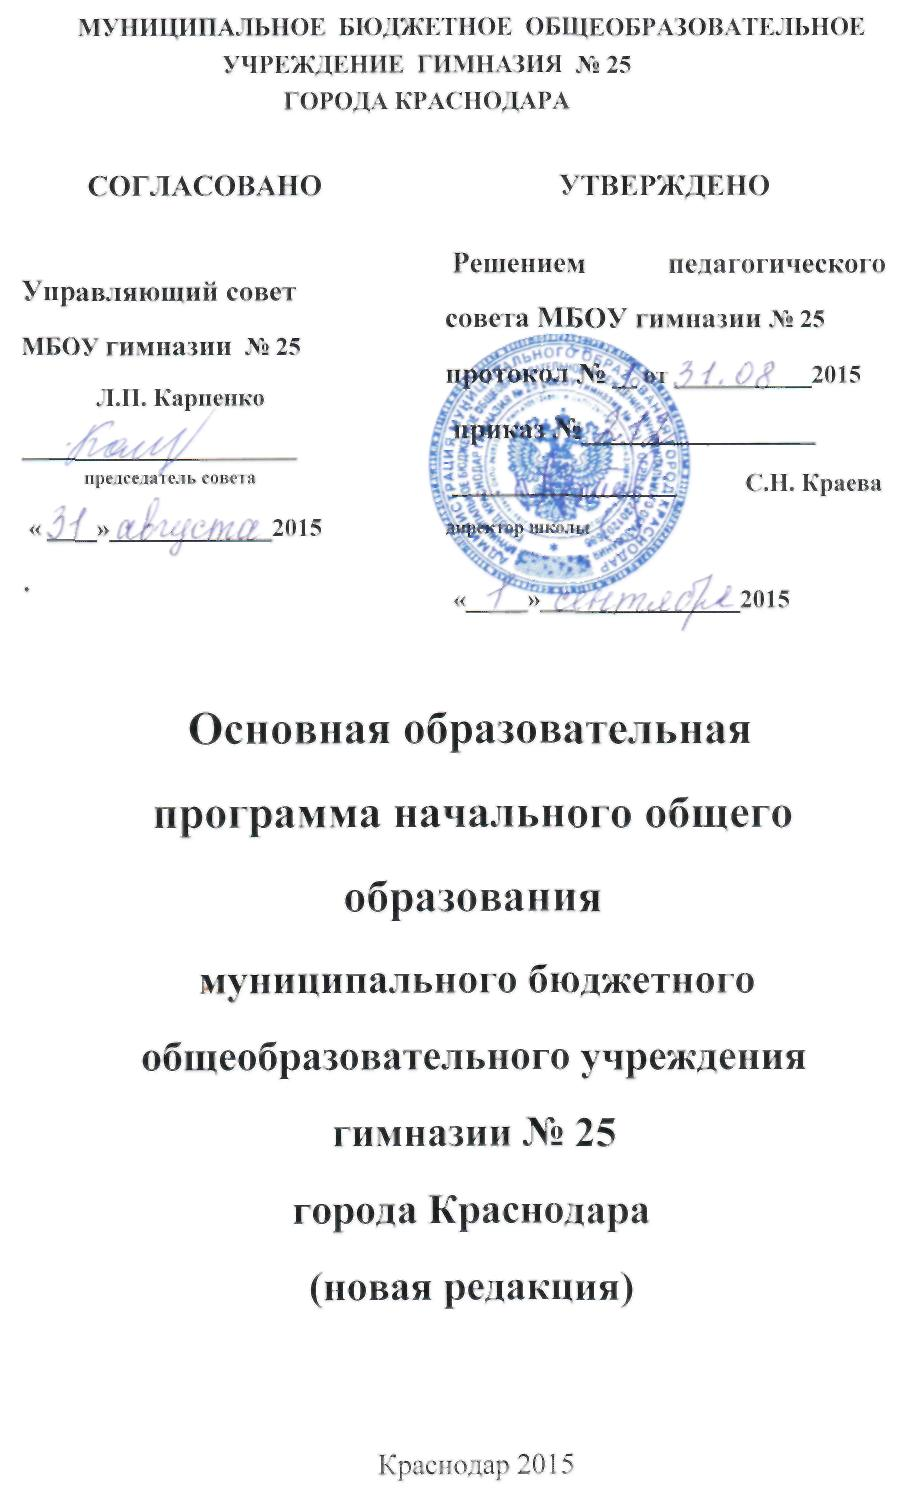 МУНИЦИПАЛЬНОЕ БЮДЖЕТНОЕ ОБЩЕОБРАЗОВАТЕЛЬНОЕ
УЧРЕЖДЕНИЕ ГИМНАЗИЯ № 25
ГОРОДА КРАСНОДАРА
СОГЛАСОВАНО
Управляющий совет
МБОУ гимназии № 25
Л.П. Карпенко
председатель совета
«31» августа 2015
.
УТВЕРЖДЕНО
Решением педагогического
совета МБОУ гимназии № 25
протокол № 1 от 31.08 2015
приказ №
С.Н. Краева
директор школы
«1» сентября 2015
Основная образовательная
программа начального общего
образования
муниципального бюджетного
общеобразовательного учреждения
гимназии № 25
города Краснодара
(новая редакция)
Краснодар 2015